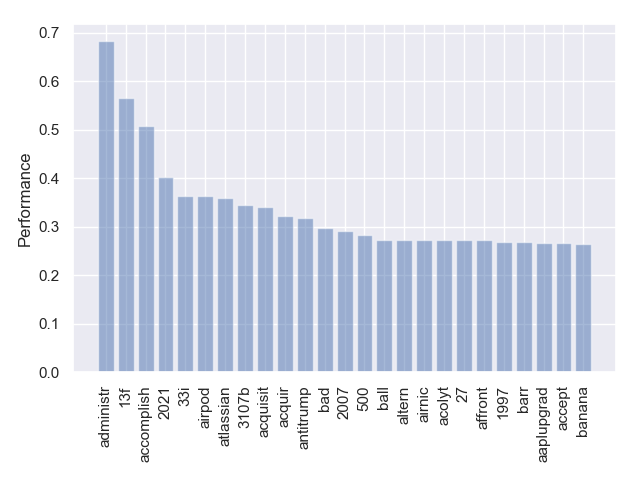 0.7
0.6
0.5
0.4
0.3
0.2
0.1
0.0
Performance
administr
13f
accomplish
2021
33i
airpod
atlassian
3107b
acquisit
acquir
antitrump
bad
2007
500
ball
altern
airnic
acolyt
27
affront
1997
barr
aaplupgrad
accept
banana